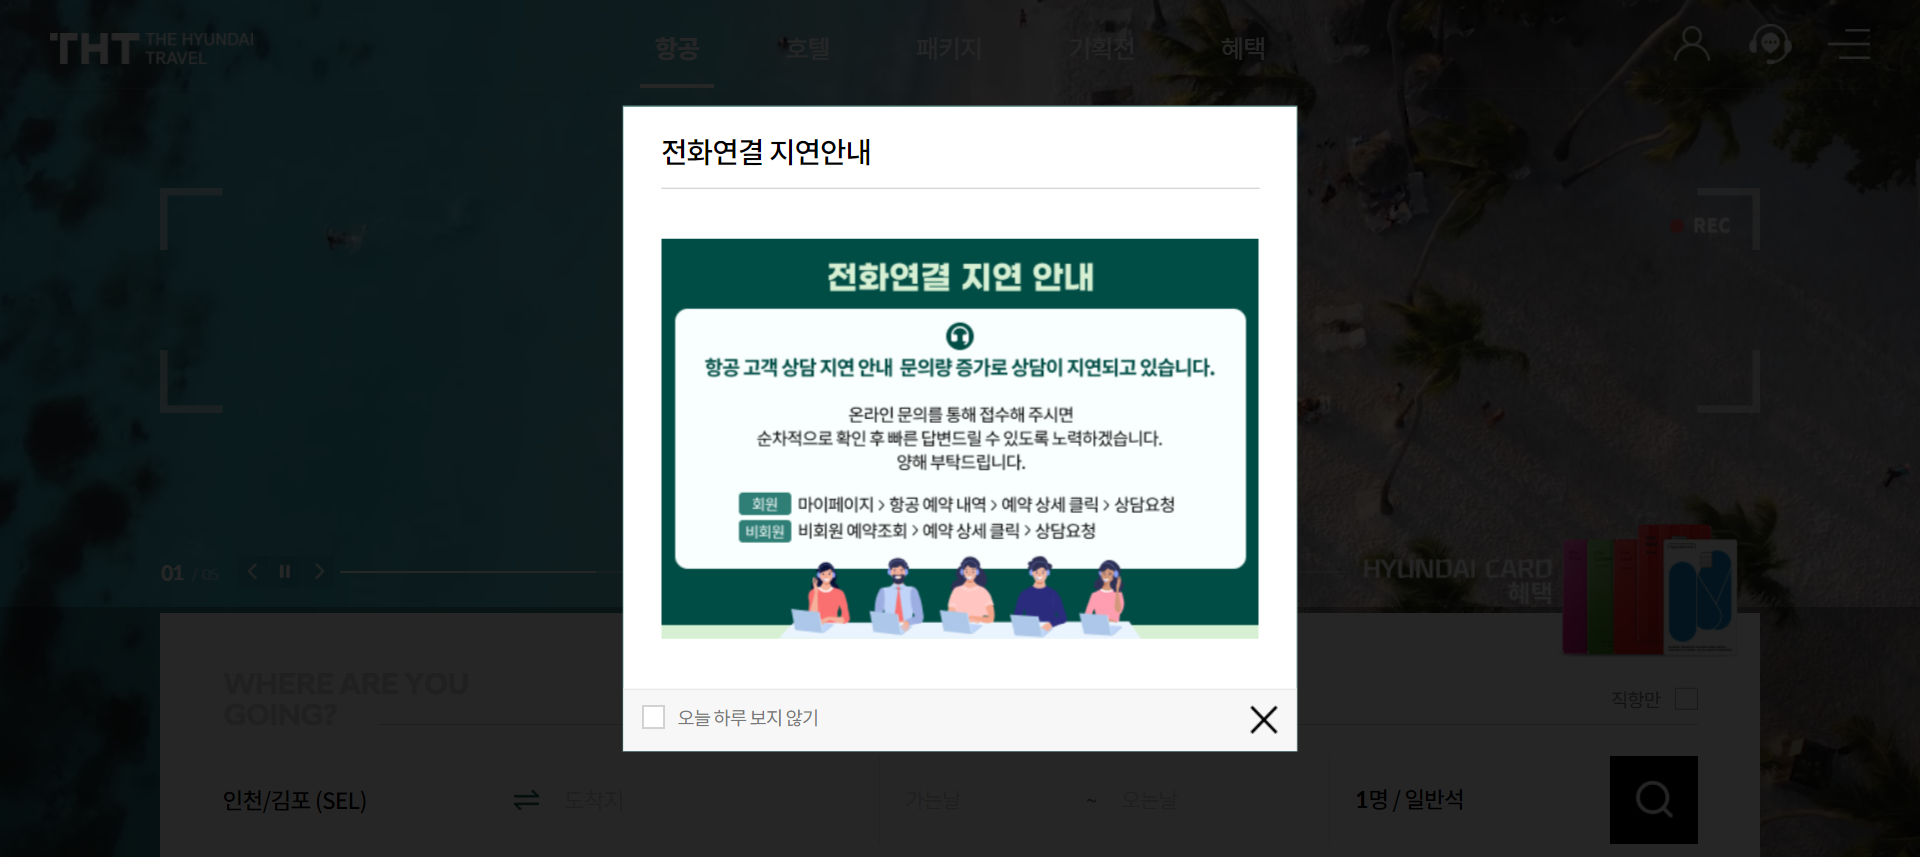 THT THE HYUNDAI TRAVEL
항공 호텔 패키지 기획전 혜택
전화연결 지연안내
REC
전화연결 지연 안내
항공 고객 상담 지연 안내 문의량 증가로 상담이 지연되고 있습니다.
온라인 문의를 통해 접수해 주시면
순차적으로 확인 후 빠른 답변드릴 수 있도록 노력하겠습니다.
양해 부탁드립니다.
회원 마이페이지 > 항공 예약 내역 > 예약 상세 클릭 > 상담요청
비회원 비회원 예약조회 > 예약 상세 클릭 > 상담요청
01 / 05
HYUNDAI CARD
혜택
WHERE ARE YOU
GOING?
직항만
오늘 하루 보지 않기
인천/김포 (SEL) 도착지 가는날 ~ 오는날 1명 / 일반석